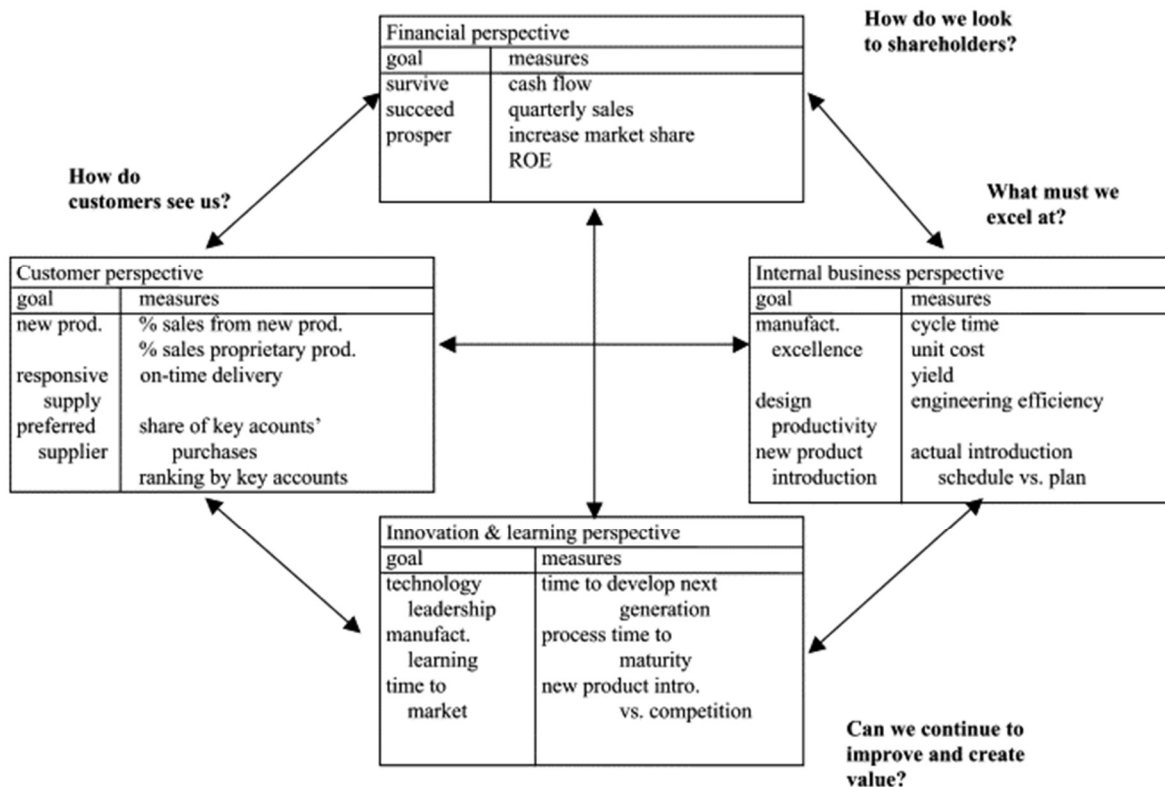 How do we look
to shareholders?
Financial perspective
goal measures
survive cash flow
succeed quarterly sales
prosper increase market share
ROE
How do
customers see us?
What must we
excel at?
Customer perspective
goal measures
new prod. % sales from new prod.
% sales proprietary prod.
responsive on-time delivery
supply
preferred share of key acounts'
supplier purchases
ranking by key accounts
Internal business perspective
goal measures
manufact. cycle time
excellence unit cost
yield
design engineering efficiency
productivity
new product actual introduction
introduction schedule vs. plan
Innovation & learning perspective
goal measures
technology time to develop next
leadership generation
manufact. process time to
learning maturity
time to new product intro.
market vs. competition
Can we continue to
improve and create
value?